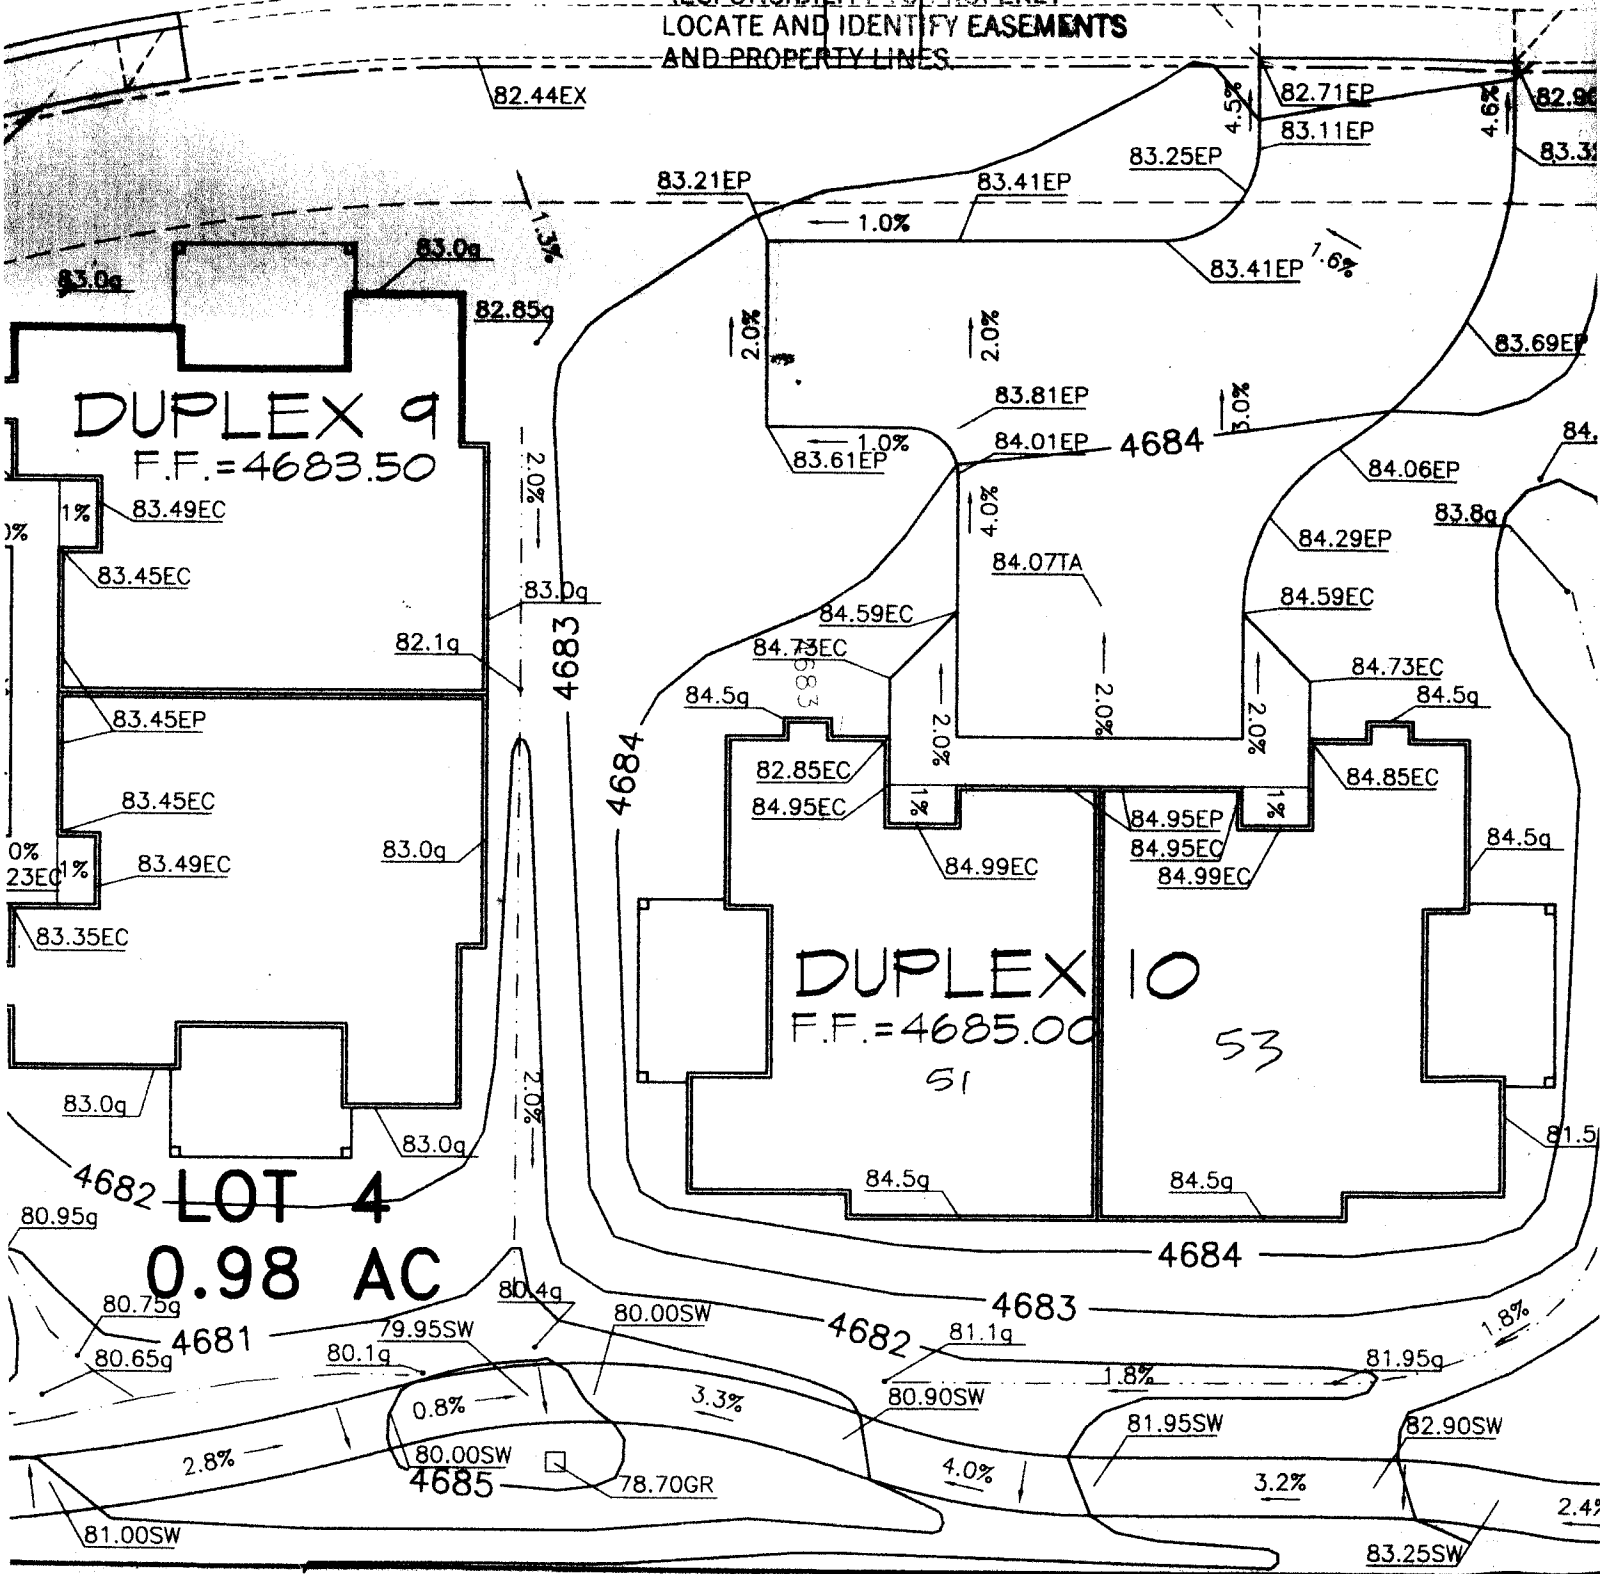 LOCATE AND IDENTIFY EASEMENTS
AND PROPERTY LINES.
82.44EX
82.71EP
4.5%
4.6%
83.11EP
83.25EP
83.21EP
83.41EP
1.0%
1.3%
83.0g
83.0g
82.85g
83.41EP
1.6%
2.0%
2.0%
83.69EP
DUPLEX 9
F.F.=4683.50
83.81EP
3.0%
1.0%
84.01EP
4684
83.61EP
84.06EP
2.0%
4.0%
1%
83.49EC
83.8g
84.29EP
83.45EC
84.07TA
83.0g
84.59EC
84.59EC
82.1g
4683
84.73EC
4683
84.73EC
84.5g
84.5g
83.45EP
2.0%
2.0%
2.0%
4684
82.85EC
84.85EC
83.45EC
84.95EC
1%
84.95EP
1%
84.95EC
84.5g
83.0g
1%
83.49EC
84.99EC
84.99EC
23EC
83.35EC
DUPLEX 10
F.F.=4685.00
51
53
2.0%
83.0g
83.0g
4682
LOT 4
84.5g
84.5g
80.95g
0.98 AC
4684
80.75g
80.4g
80.00SW
4683
4681
79.95SW
4682
81.1g
1.8%
80.65g
80.1g
81.95g
1.8%
0.8%
3.3%
80.90SW
81.95SW
82.90SW
2.8%
80.00SW
4685
78.70GR
4.0%
3.2%
81.00SW
83.25SW